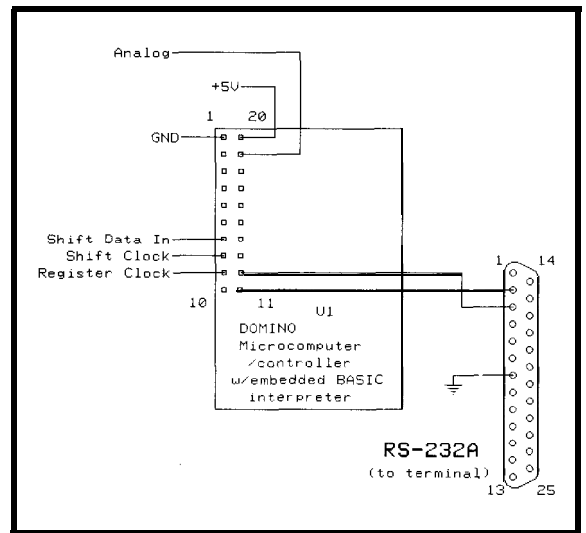 Analog
+5V
1 20
GND
Shift Data In
Shift Clock
Register Clock
10 11
U1
DOMINO
Microcomputer
/controller
w/embedded BASIC
interpreter
1 14
RS-232A
(to terminal)
13 25